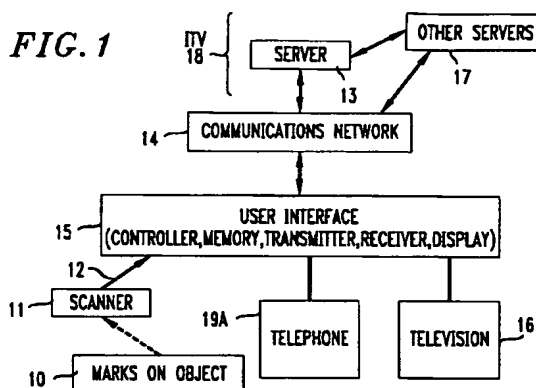 FIG. 1
ITV
18
SERVER
13
OTHER SERVERS
17
14
COMMUNICATIONS NETWORK
15
USER INTERFACE
(CONTROLLER,MEMORY,TRANSMITTER,RECEIVER,DISPLAY)
12
11
SCANNER
19A
TELEPHONE
TELEVISION
16
10
MARKS ON OBJECT